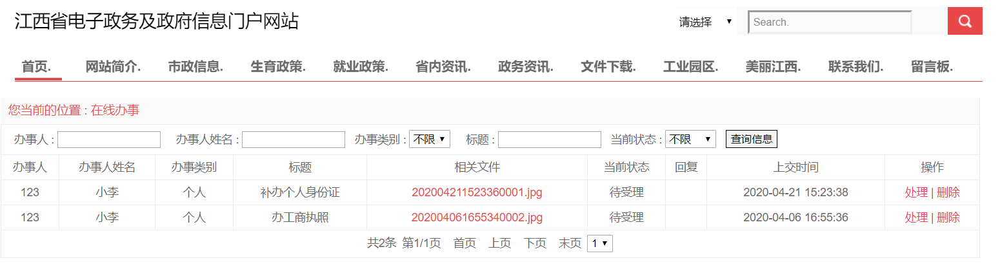 江西省电子政务及政府信息门户网站 请选择 Search.
首页. 网站简介. 市政信息. 生育政策. 就业政策. 省内资讯. 政务资讯. 文件下载. 工业园区. 美丽江西. 联系我们. 留言板.
您当前的位置 : 在线办事
办事人 : 办事人姓名 : 办事类别 : 不限 标题 : 当前状态 : 不限 查询信息
办事人 办事人姓名 办事类别 标题 相关文件 当前状态 回复 上交时间 操作
123 小李 个人 补办个人身份证 202004211523360001.jpg 待受理 2020-04-21 15:23:38 处理 | 删除
123 小李 个人 办工商执照 202004061655340002.jpg 待受理 2020-04-06 16:55:36 处理 | 删除
共2条 第1/1页 首页 上页 下页 末页 1